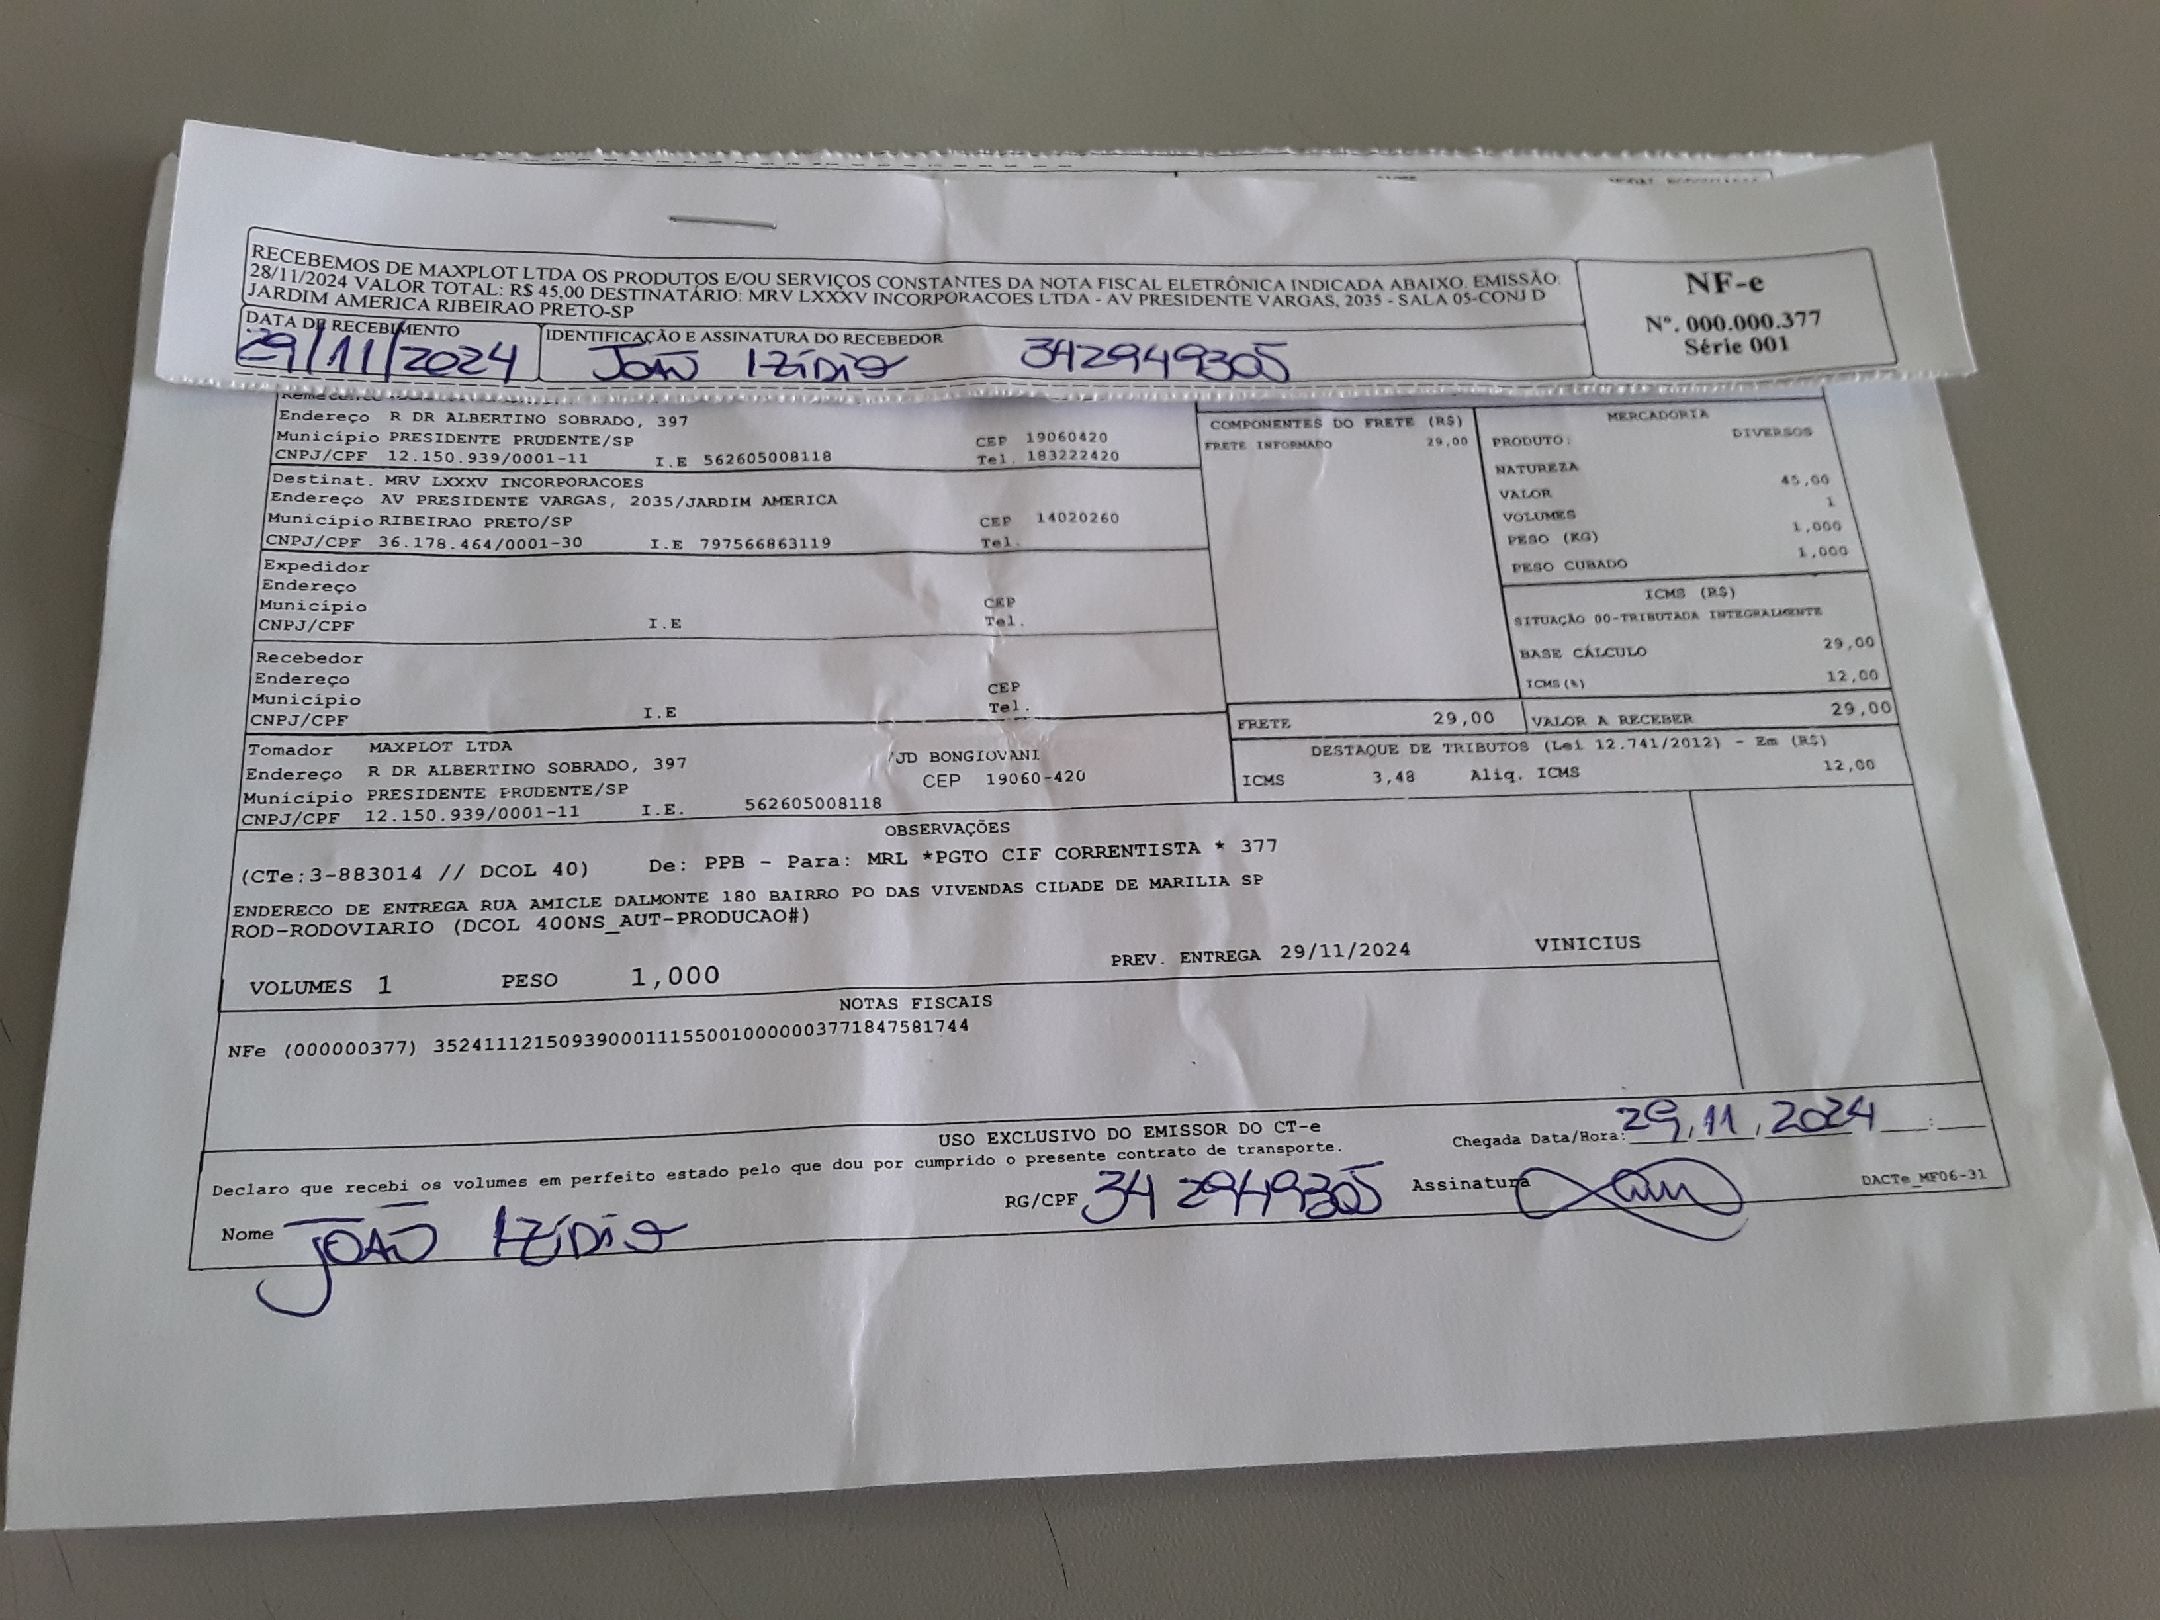 RECEBEMOS DE MAXPLOT LTDA OS PRODUTOS E/OU SERVIÇOS CONSTANTES DA NOTA FISCAL ELETRÔNICA INDICADA ABAIXO. EMISSÃO:
28/11/2024 VALOR TOTAL: R$ 45,00 DESTINATÁRIO: MRV LXXXV INCORPORACOES LTDA - AV PRESIDENTE VARGAS, 2035 - SALA 05-CONJ D
JARDIM AMERICA RIBEIRAO PRETO-SP
NF-e
Nº. 000.000.377
Série 001
DATA DE RECEBIMENTO
29/11/2024
IDENTIFICAÇÃO E ASSINATURA DO RECEBEDOR
JOÃO IZÍDIO 342949305
Endereço R DR ALBERTINO SOBRADO, 397
Município PRESIDENTE PRUDENTE/SP CEP 19060420
CNPJ/CPF 12.150.939/0001-11 I.E 562605008118 Tel. 183222420
Destinat. MRV LXXXV INCORPORACOES
Endereço AV PRESIDENTE VARGAS, 2035/JARDIM AMERICA
Município RIBEIRAO PRETO/SP CEP 14020260
CNPJ/CPF 36.178.464/0001-30 I.E 797566863119 Tel.
Expedidor
Endereço
Município CEP
CNPJ/CPF I.E Tel.
Recebedor
Endereço
Município CEP
CNPJ/CPF I.E Tel.
Tomador MAXPLOT LTDA
Endereço R DR ALBERTINO SOBRADO, 397 /JD BONGIOVANI
Município PRESIDENTE PRUDENTE/SP CEP 19060-420
CNPJ/CPF 12.150.939/0001-11 I.E. 562605008118
COMPONENTES DO FRETE (R$)
FRETE INFORMADO 29,00
MERCADORIA
PRODUTO: DIVERSOS
NATUREZA
VALOR 45,00
VOLUMES 1
PESO (KG) 1,000
PESO CUBADO 1,000
ICMS (R$)
SITUAÇÃO 00-TRIBUTADA INTEGRALMENTE
BASE CÁLCULO 29,00
ICMS(%) 12,00
FRETE 29,00 VALOR A RECEBER 29,00
DESTAQUE DE TRIBUTOS (Lei 12.741/2012) - Em (R$)
ICMS 3,48 Aliq. ICMS 12,00
OBSERVAÇÕES
(CTe:3-883014 // DCOL 40) De: PPB - Para: MRL *PGTO CIF CORRENTISTA * 377
ENDERECO DE ENTREGA RUA AMICLE DALMONTE 180 BAIRRO PO DAS VIVENDAS CIDADE DE MARILIA SP
ROD-RODOVIARIO (DCOL 400NS_AUT-PRODUCAO#)
PREV. ENTREGA 29/11/2024 VINICIUS
VOLUMES 1 PESO 1,000
NOTAS FISCAIS
NFe (000000377) 35241112150939000111550010000003771847581744
USO EXCLUSIVO DO EMISSOR DO CT-e
Chegada Data/Hora: 29,11,2024 __:__
Declaro que recebi os volumes em perfeito estado pelo que dou por cumprido o presente contrato de transporte.
Nome JOÃO IZÍDIO RG/CPF 342949305 Assinatura
DACTe_MF06-31